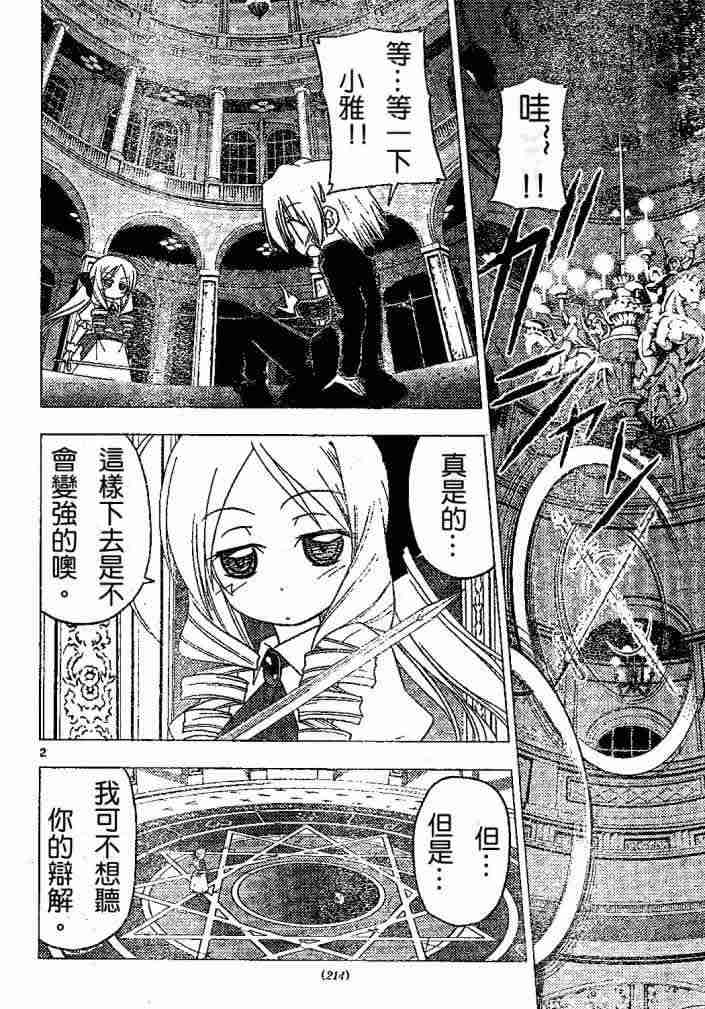 哇~~!!
等…等一下
小雅!!
真是的…
這樣下去是不
會變強的噢。
但…
但是…
我可不想聽
你的辯解。
2
(214)